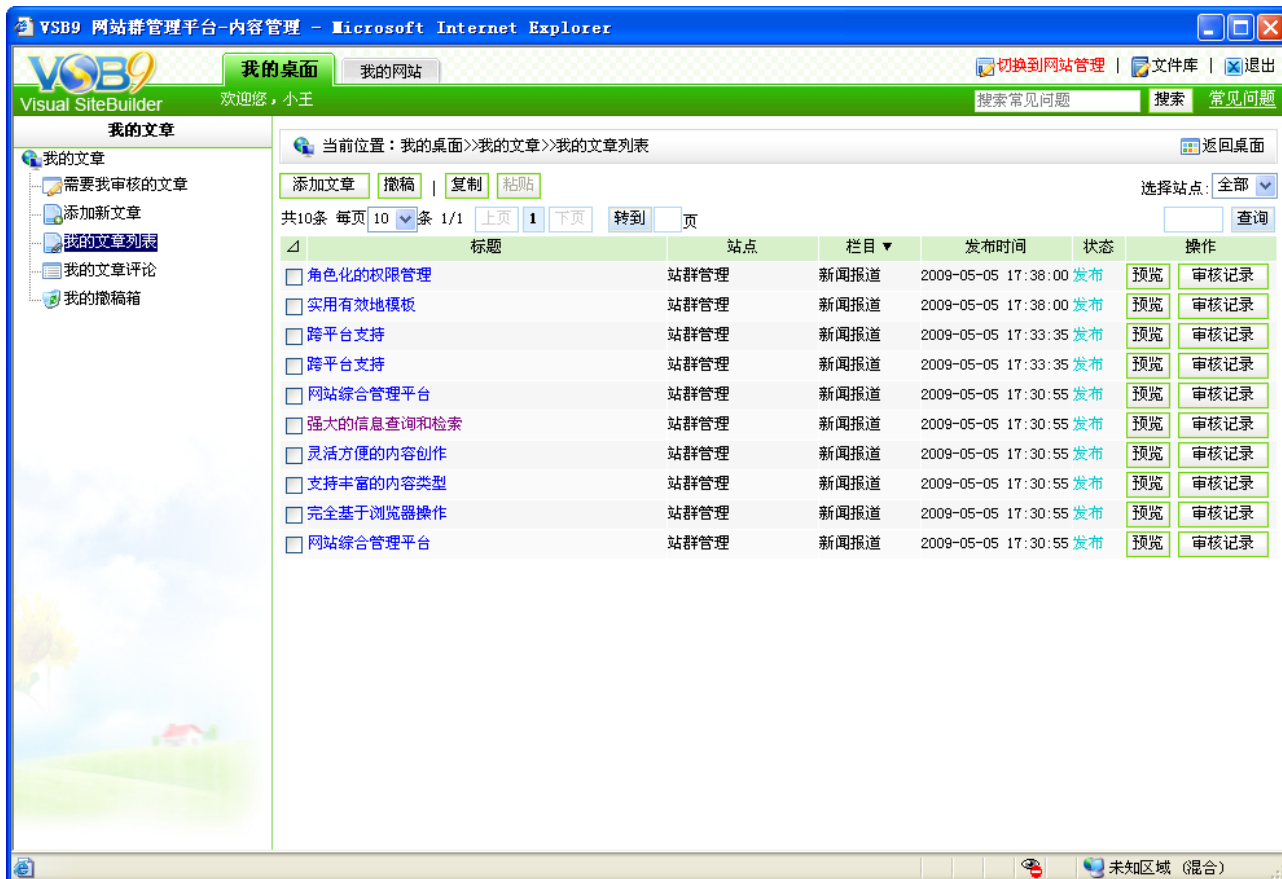 VSB9 网站群管理平台-内容管理 - Microsoft Internet Explorer
VSB9 我的桌面 我的网站 切换到网站管理 | 文件库 | 退出
Visual SiteBuilder 欢迎您，小王 搜索常见问题 搜索 常见问题
我的文章
我的文章
需要我审核的文章
添加新文章
我的文章列表
我的文章评论
我的撤稿箱
当前位置：我的桌面>>我的文章>>我的文章列表 返回桌面
添加文章 撤稿 | 复制 粘贴 选择站点: 全部
共10条 每页 10 条 1/1 上页 1 下页 转到 页 查询
标题 站点 栏目▼ 发布时间 状态 操作
角色化的权限管理 站群管理 新闻报道 2009-05-05 17:38:00 发布 预览 审核记录
实用有效地模板 站群管理 新闻报道 2009-05-05 17:38:00 发布 预览 审核记录
跨平台支持 站群管理 新闻报道 2009-05-05 17:33:35 发布 预览 审核记录
跨平台支持 站群管理 新闻报道 2009-05-05 17:33:35 发布 预览 审核记录
网站综合管理平台 站群管理 新闻报道 2009-05-05 17:30:55 发布 预览 审核记录
强大的信息查询和检索 站群管理 新闻报道 2009-05-05 17:30:55 发布 预览 审核记录
灵活方便的内容创作 站群管理 新闻报道 2009-05-05 17:30:55 发布 预览 审核记录
支持丰富的内容类型 站群管理 新闻报道 2009-05-05 17:30:55 发布 预览 审核记录
完全基于浏览器操作 站群管理 新闻报道 2009-05-05 17:30:55 发布 预览 审核记录
网站综合管理平台 站群管理 新闻报道 2009-05-05 17:30:55 发布 预览 审核记录
未知区域 (混合)